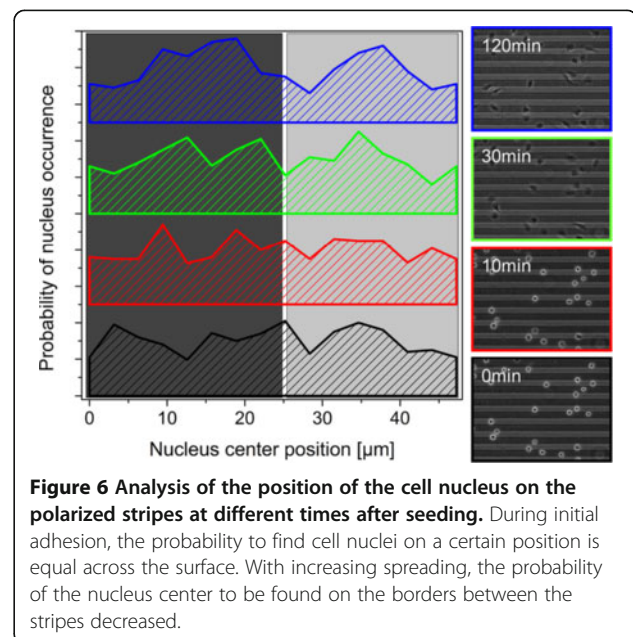 Probability of nucleus occurrence
120min
30min
10min
0min
0 10 20 30 40
Nucleus center position [µm]
Figure 6 Analysis of the position of the cell nucleus on the
polarized stripes at different times after seeding. During initial
adhesion, the probability to find cell nuclei on a certain position is
equal across the surface. With increasing spreading, the probability
of the nucleus center to be found on the borders between the
stripes decreased.